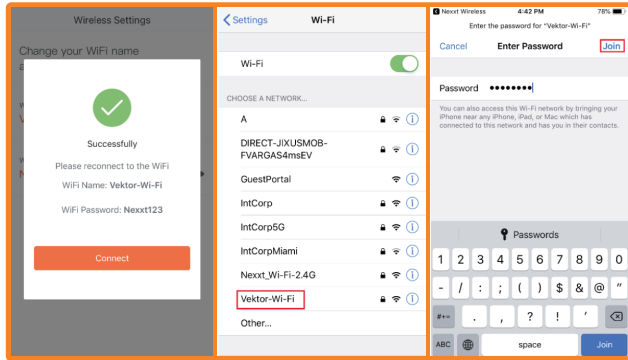 Wireless Settings
Change your WiFi name
Successfully
Please reconnect to the WiFi
WiFi Name: Vektor-Wi-Fi
WiFi Password: Nexxt123
Connect
Settings
Wi-Fi
Wi-Fi
CHOOSE A NETWORK...
A
DIRECT-JIXUSMOB-
FVARGAS4msEV
GuestPortal
IntCorp
IntCorp5G
IntCorpMiami
Nexxt_Wi-Fi-2.4G
Vektor-Wi-Fi
Other...
Nexxt Wireless 4:42 PM 78%
Enter the password for “Vektor-Wi-Fi”
Cancel Enter Password Join
Password ••••••••
You can also access this Wi-Fi network by bringing your
iPhone near any iPhone, iPad, or Mac which has
connected to this network and has you in their contacts.
Passwords
1 2 3 4 5 6 7 8 9 0
- / : ; ( ) $ & @ "
#+= . , ? ! '
ABC space Join